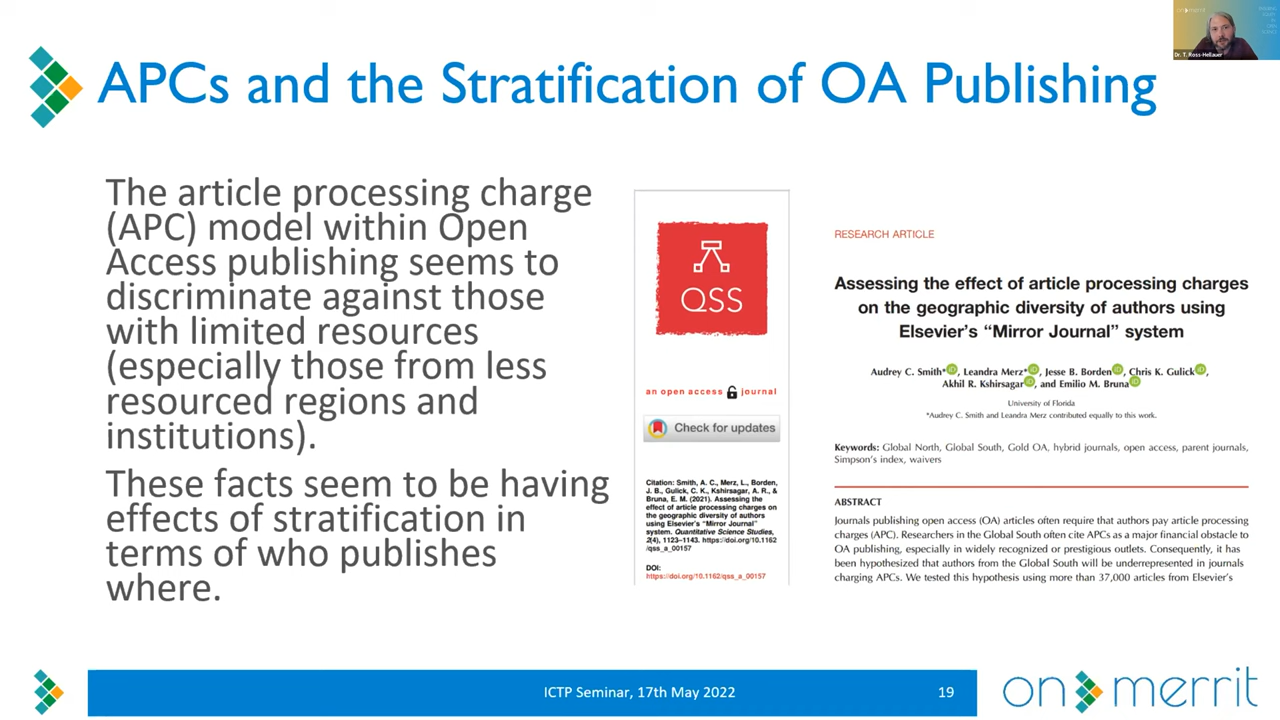 APCs and the Stratification of OA Publishing
on merrit
Dr. T. Ross-Hellauer
The article processing charge
(APC) model within Open
Access publishing seems to
discriminate against those
with limited resources
(especially those from less
resourced regions and
institutions).
These facts seem to be having
effects of stratification in
terms of who publishes
where.
QSS
an open access journal
Check for updates
Citation: Smith, A. C., Merz, L., Borden,
J. B., Gulick, C. K., Kshirsagar, A. R., &
Bruna, E. M. (2021). Assessing the
effect of article processing charges on
the geographic diversity of authors
using Elsevier's “Mirror Journal”
system. Quantitative Science Studies,
2(4), 1123–1143. https://doi.org/10.1162
/qss_a_00157
DOI:
https://doi.org/10.1162/qss_a_00157
RESEARCH ARTICLE
Assessing the effect of article processing charges
on the geographic diversity of authors using
Elsevier's “Mirror Journal” system
Audrey C. Smith*, Leandra Merz*, Jesse B. Borden, Chris K. Gulick,
Akhil R. Kshirsagar, and Emilio M. Bruna
University of Florida
*Audrey C. Smith and Leandra Merz contributed equally to this work.
Keywords: Global North, Global South, Gold OA, hybrid journals, open access, parent journals,
Simpson's index, waivers
ABSTRACT
Journals publishing open access (OA) articles often require that authors pay article processing
charges (APC). Researchers in the Global South often cite APCs as a major financial obstacle to
OA publishing, especially in widely recognized or prestigious outlets. Consequently, it has
been hypothesized that authors from the Global South will be underrepresented in journals
charging APCs. We tested this hypothesis using more than 37,000 articles from Elsevier's
ICTP Seminar, 17th May 2022
19
on merrit